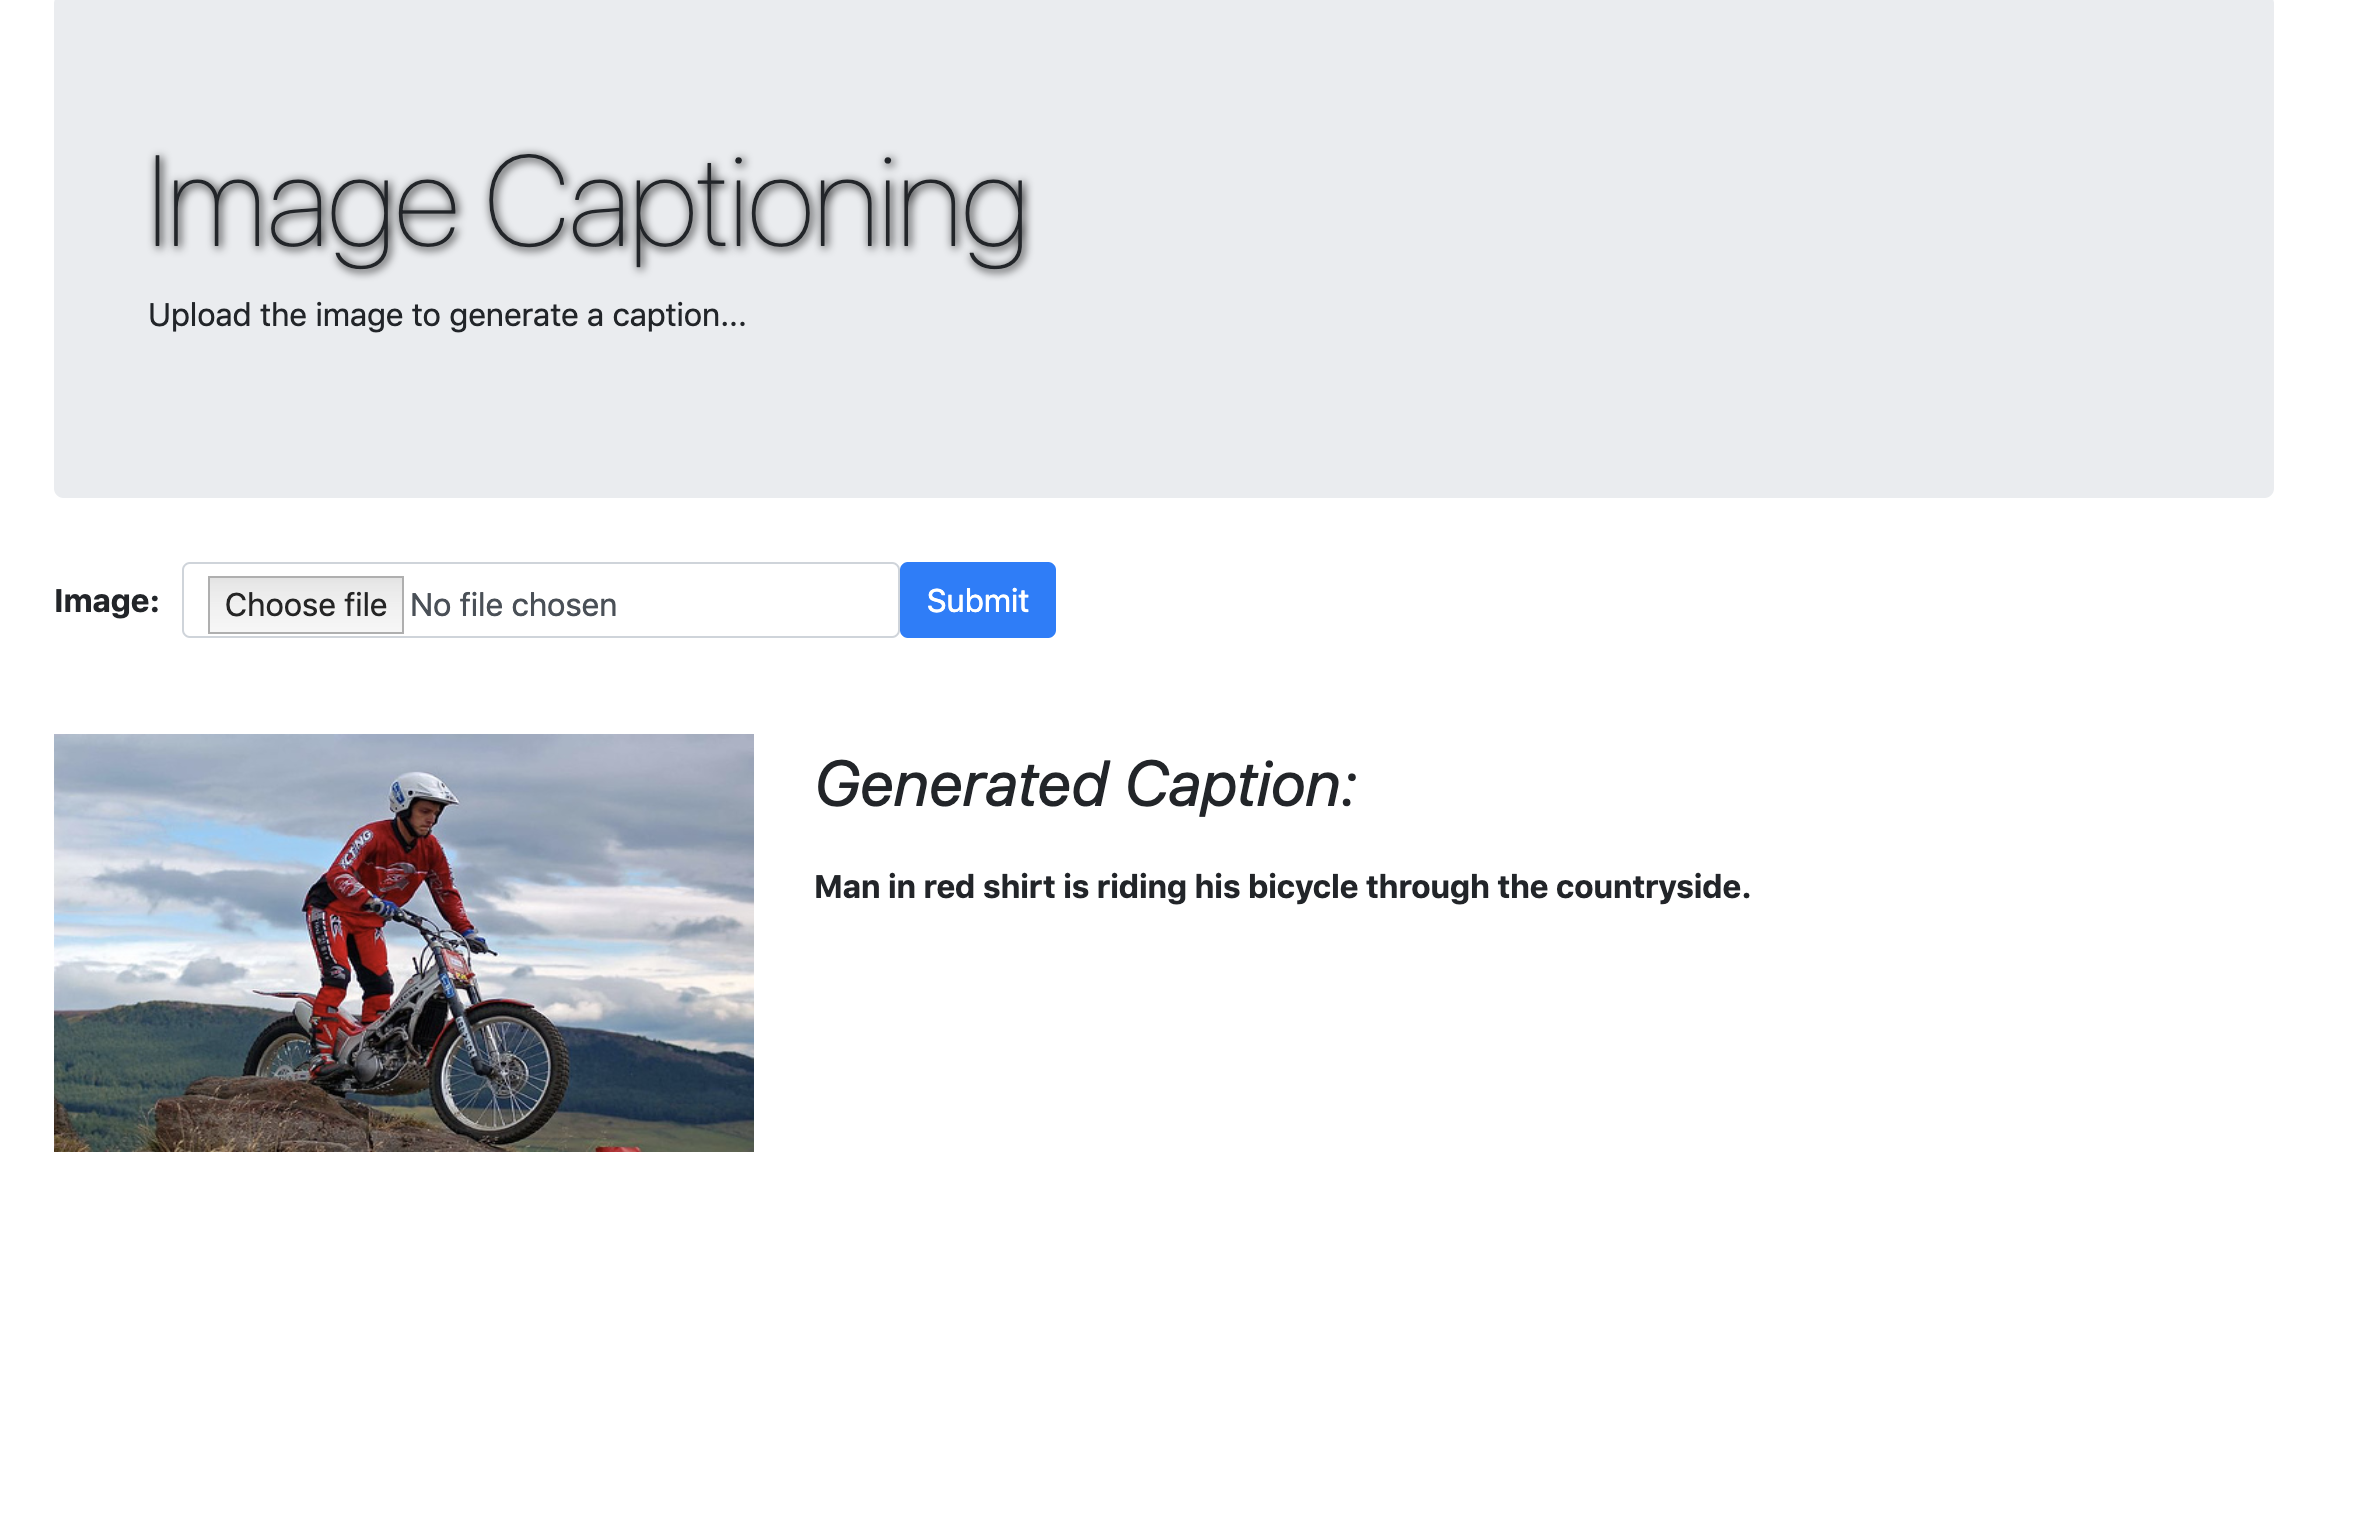 Image Captioning
Upload the image to generate a caption...
Image: Choose file No file chosen Submit
Generated Caption:
Man in red shirt is riding his bicycle through the countryside.